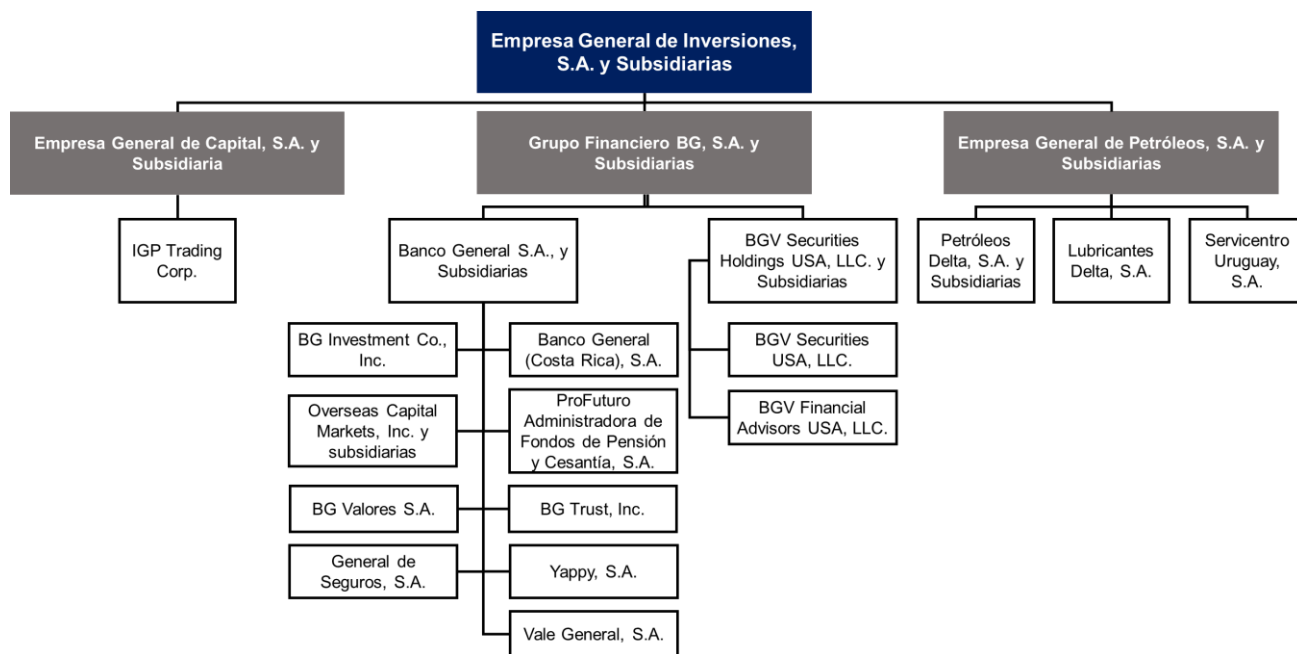 Empresa General de Inversiones,
S.A. y Subsidiarias
Empresa General de Capital, S.A. y
Subsidiaria
Grupo Financiero BG, S.A. y
Subsidiarias
Empresa General de Petróleos, S.A. y
Subsidiarias
IGP Trading
Corp.
Banco General S.A., y
Subsidiarias
BGV Securities
Holdings USA, LLC. y
Subsidiarias
Petróleos
Delta, S.A. y
Subsidiarias
Lubricantes
Delta, S.A.
Servicentro
Uruguay,
S.A.
BG Investment Co.,
Inc.
Banco General
(Costa Rica), S.A.
BGV Securities
USA, LLC.
Overseas Capital
Markets, Inc. y
subsidiarias
ProFuturo
Administradora de
Fondos de Pensión
y Cesantía, S.A.
BGV Financial
Advisors USA, LLC.
BG Valores S.A.
BG Trust, Inc.
General de
Seguros, S.A.
Yappy, S.A.
Vale General, S.A.